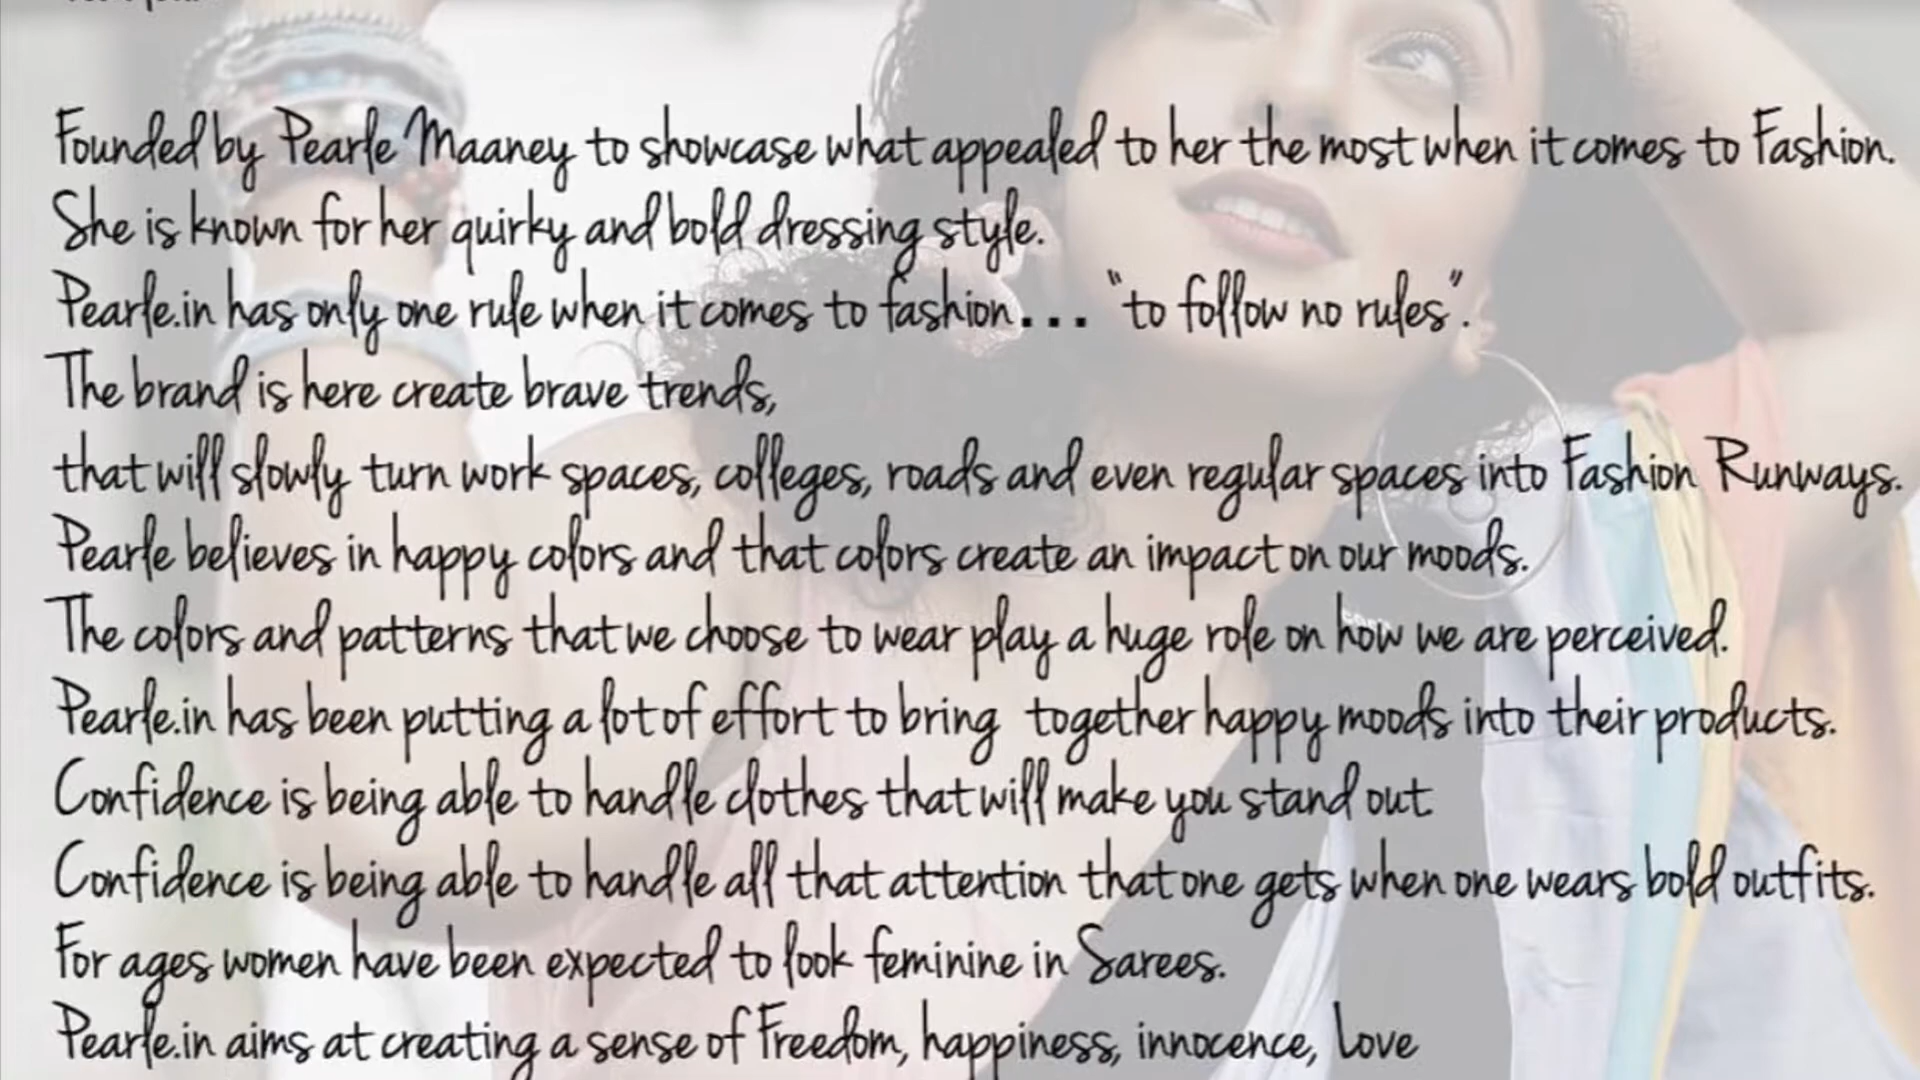 Founded by Pearle Maaney to showcase what appealed to her the most when it comes to Fashion.
She is known for her quirky and bold dressing style.
Pearle.in has only one rule when it comes to fashion... "to follow no rules".
The brand is here create brave trends,
that will slowly turn work spaces, colleges, roads and even regular spaces into Fashion Runways.
Pearle believes in happy colors and that colors create an impact on our moods.
The colors and patterns that we choose to wear play a huge role on how we are perceived.
Pearle.in has been putting a lot of effort to bring together happy moods into their products.
Confidence is being able to handle clothes that will make you stand out
Confidence is being able to handle all that attention that one gets when one wears bold outfits.
For ages women have been expected to look feminine in Sarees.
Pearle.in aims at creating a sense of Freedom, happiness, innocence, Love